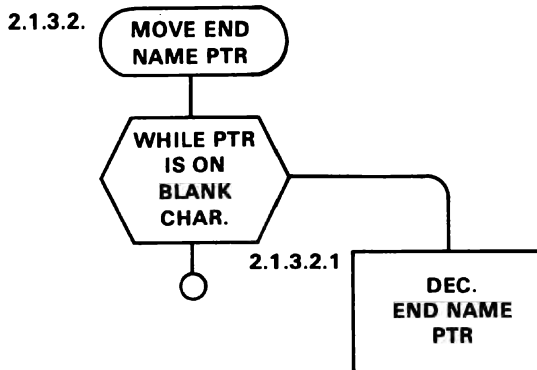 2.1.3.2.
MOVE END
NAME PTR
WHILE PTR
IS ON
BLANK
CHAR.
2.1.3.2.1
DEC.
END NAME
PTR